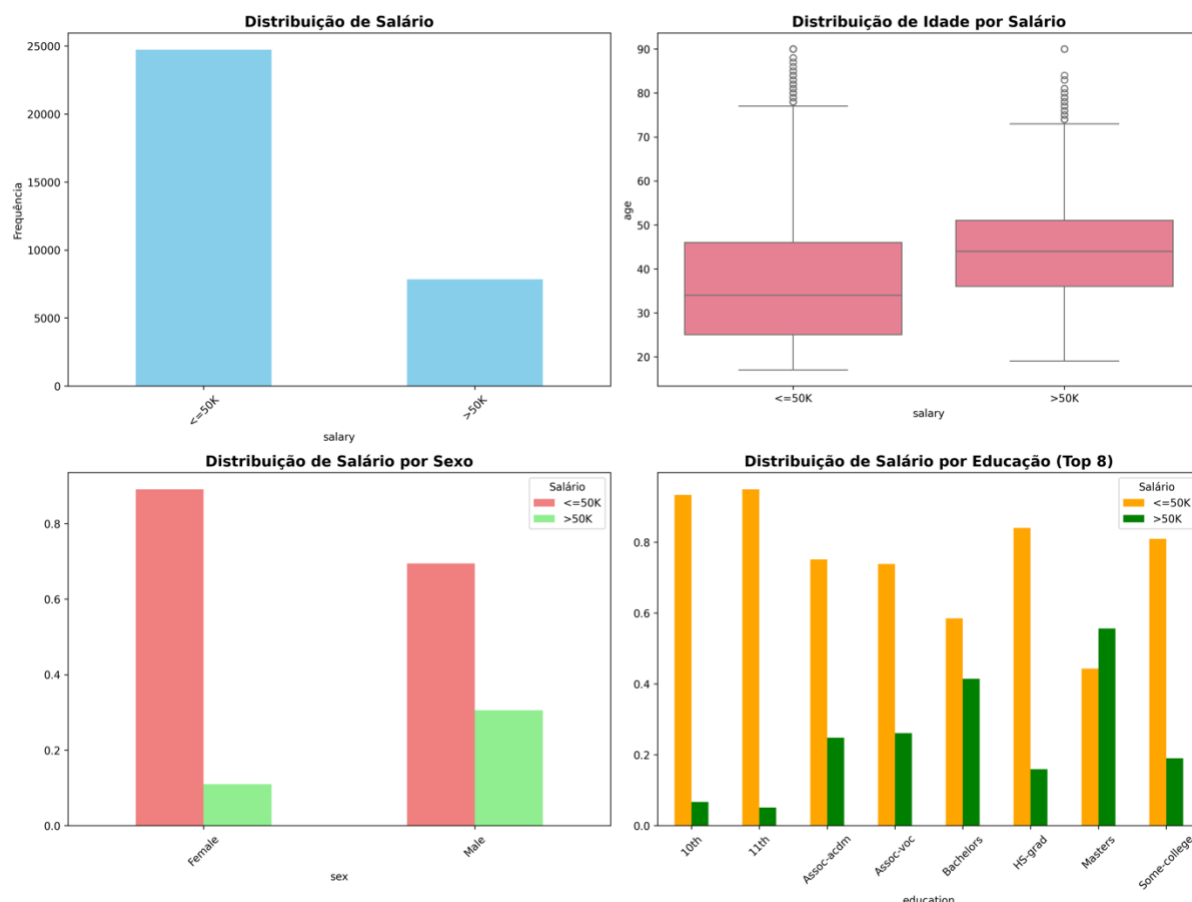 Distribuição de Salário
25000
20000
15000
10000
5000
0
Frequência
<=50K
>50K
salary
Distribuição de Idade por Salário
90
80
70
60
50
40
30
20
age
<=50K
>50K
salary
Distribuição de Salário por Sexo
Salário
<=50K
>50K
0.8
0.6
0.4
0.2
0.0
Female
Male
sex
Distribuição de Salário por Educação (Top 8)
Salário
<=50K
>50K
0.8
0.6
0.4
0.2
0.0
10th
11th
Assoc-acdm
Assoc-voc
Bachelors
HS-grad
Masters
Some-college
education